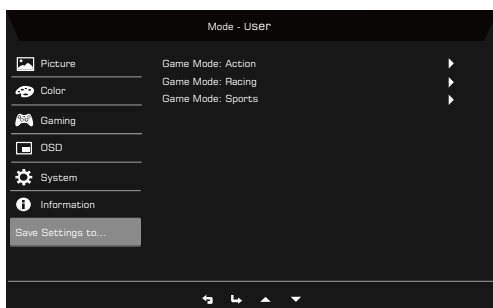 Mode - User
Picture
Color
Gaming
OSD
System
Information
Save Settings to...
Game Mode: Action
Game Mode: Racing
Game Mode: Sports